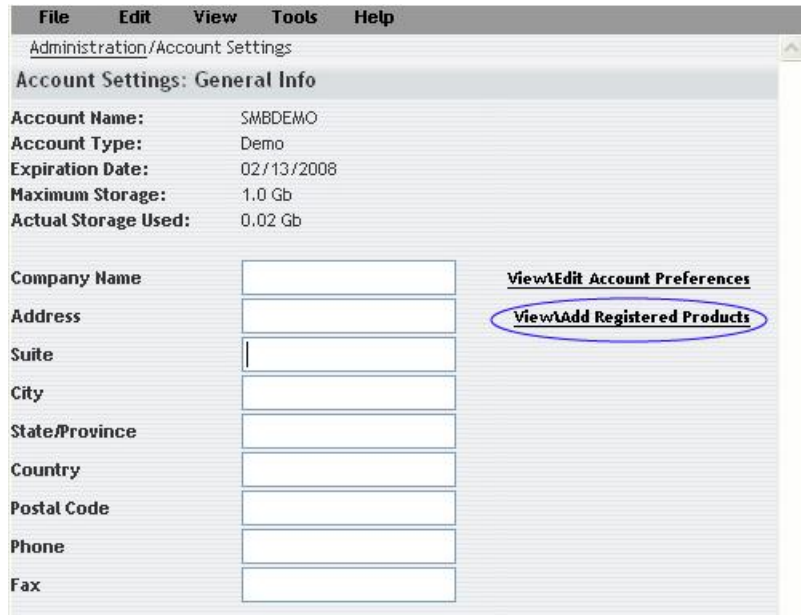 File Edit View Tools Help
Administration/Account Settings
Account Settings: General Info
Account Name: SMBDEMO
Account Type: Demo
Expiration Date: 02/13/2008
Maximum Storage: 1.0 Gb
Actual Storage Used: 0.02 Gb
Company Name View\Edit Account Preferences
Address View\Add Registered Products
Suite
City
State/Province
Country
Postal Code
Phone
Fax